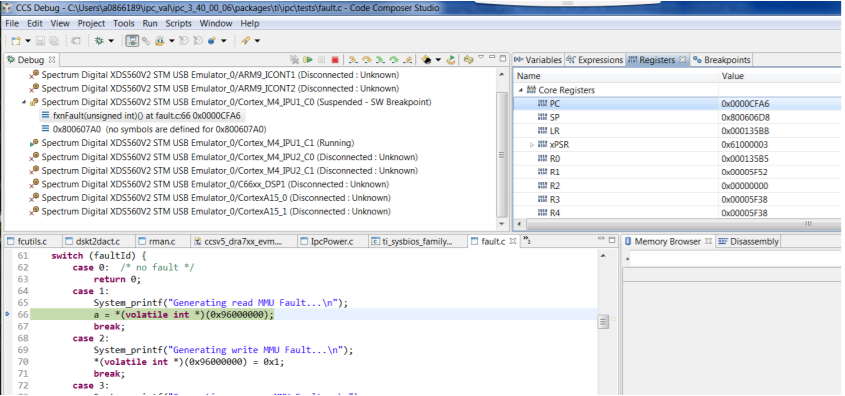 CCS Debug - C:\Users\a0866189\ipc_val\ipc_3_40_00_06\packages\ti\ipc\tests\fault.c - Code Composer Studio
File Edit View Project Tools Run Scripts Window Help
Debug
Spectrum Digital XDS560V2 STM USB Emulator_0/ARM9_ICONT1 (Disconnected : Unknown)
Spectrum Digital XDS560V2 STM USB Emulator_0/ARM9_ICONT2 (Disconnected : Unknown)
Spectrum Digital XDS560V2 STM USB Emulator_0/Cortex_M4_IPU1_C0 (Suspended - SW Breakpoint)
fxnFault(unsigned int)() at fault.c:66 0x0000CFA6
0x800607A0 (no symbols are defined for 0x800607A0)
Spectrum Digital XDS560V2 STM USB Emulator_0/Cortex_M4_IPU1_C1 (Running)
Spectrum Digital XDS560V2 STM USB Emulator_0/Cortex_M4_IPU2_C0 (Disconnected : Unknown)
Spectrum Digital XDS560V2 STM USB Emulator_0/Cortex_M4_IPU2_C1 (Disconnected : Unknown)
Spectrum Digital XDS560V2 STM USB Emulator_0/C66xx_DSP1 (Disconnected : Unknown)
Spectrum Digital XDS560V2 STM USB Emulator_0/CortexA15_0 (Disconnected : Unknown)
Spectrum Digital XDS560V2 STM USB Emulator_0/CortexA15_1 (Disconnected : Unknown)
Variables Expressions Registers Breakpoints
Name Value
Core Registers
PC 0x0000CFA6
SP 0x800606D8
LR 0x000135BB
xPSR 0x61000003
R0 0x000135B5
R1 0x00005F52
R2 0x00000000
R3 0x00005F38
R4 0x00005F38
fcutils.c dskt2dact.c rman.c ccsv5_dra7xx_evm... IpcPower.c ti_sysbios_family... fault.c 3
61 switch (faultId) {
62 case 0: /* no fault */
63 return 0;
64 case 1:
65 System_printf("Generating read MMU Fault...\n");
66 a = *(volatile int *)(0x96000000);
67 break;
68 case 2:
69 System_printf("Generating write MMU Fault...\n");
70 *(volatile int *)(0x96000000) = 0x1;
71 break;
72 case 3:
Memory Browser Disassembly